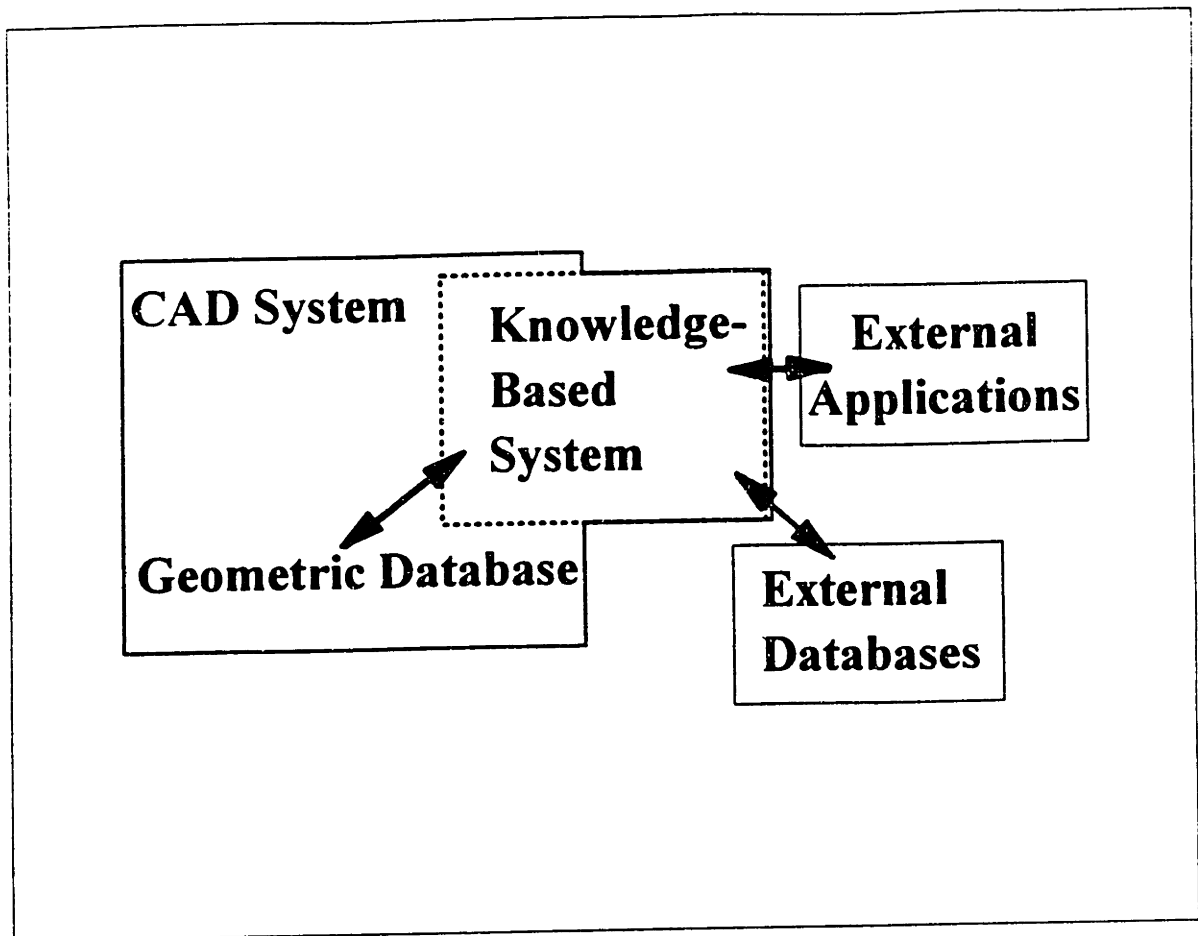 CAD System
Knowledge-
Based
System
Geometric Database
External
Applications
External
Databases